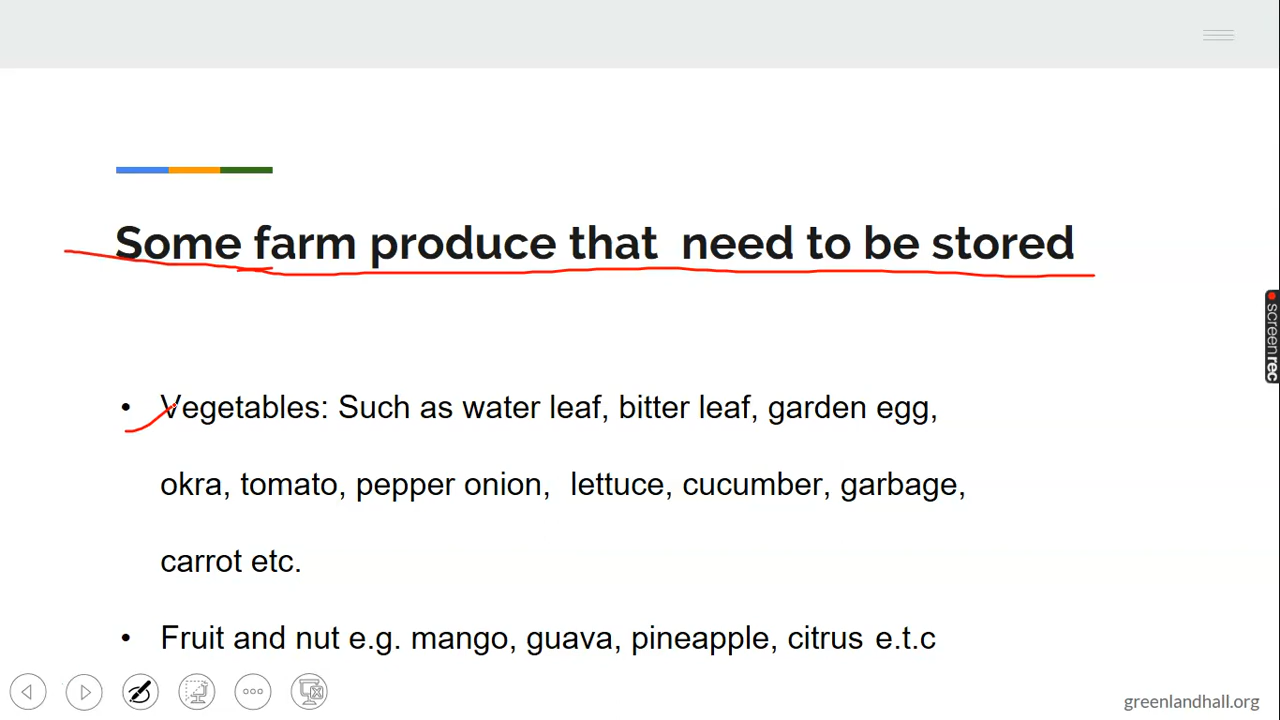 Some farm produce that need to be stored
• Vegetables: Such as water leaf, bitter leaf, garden egg,
okra, tomato, pepper onion, lettuce, cucumber, garbage,
carrot etc.
• Fruit and nut e.g. mango, guava, pineapple, citrus e.t.c
greenlandhall.org
screenrec